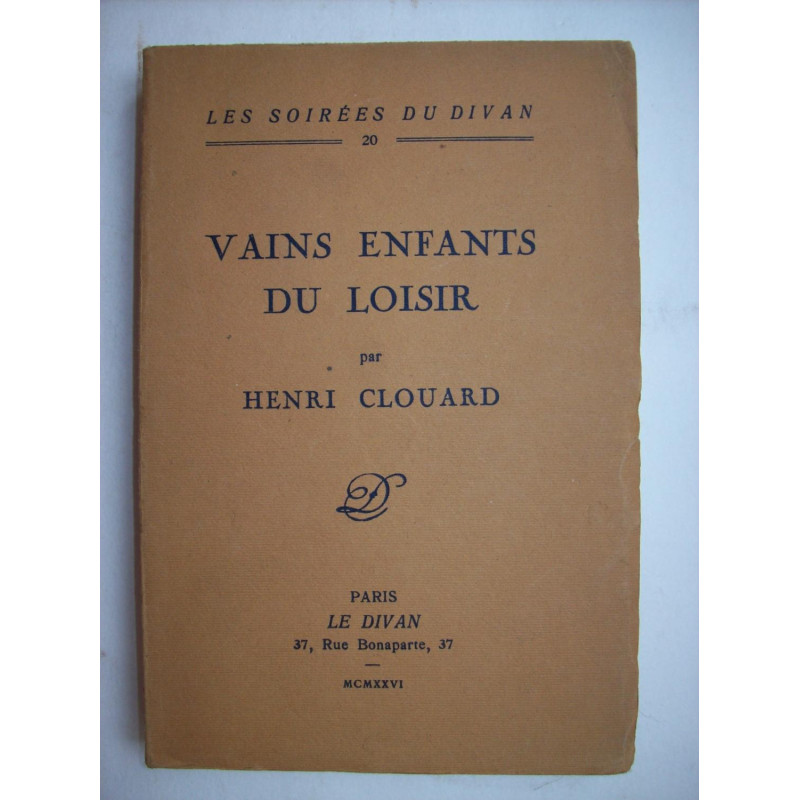 LES SOIRÉES DU DIVAN
20
VAINS ENFANTS
DU LOISIR
par
HENRI CLOUARD
D
PARIS
LE DIVAN
37, Rue Bonaparte, 37
MCMXXVI